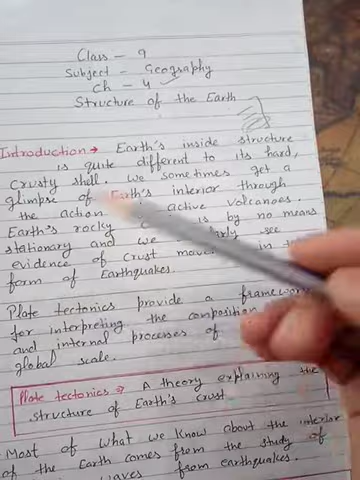 Class - 9
Subject - Geography
Ch - 4
Structure of the Earth
Introduction → Earth's inside structure
is quite different to its hard,
crusty shell. We sometimes get a
glimpse of Earth's interior through
the action active volcanoes.
Earth's rocky is by no means
stationary and we see
evidence of crust in
form of Earthquakes.
Plate tectonics provide a framework
for interpreting the composition
and internal processes of
global scale.
Plate tectonics → A theory explaining the
structure of Earth's crust
Most of what we know about the interior
of the Earth comes from the study of
waves from earthquakes.